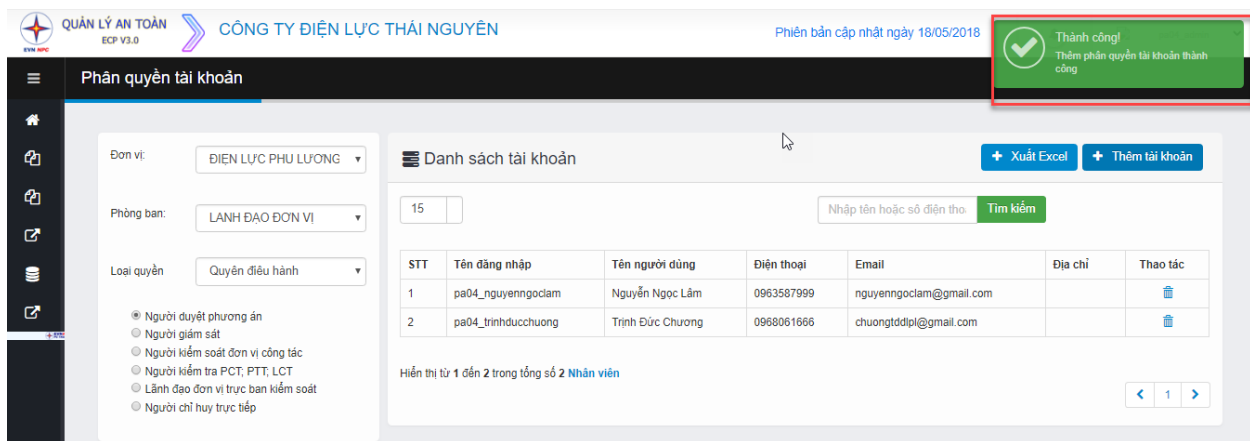 EVN NPC
QUẢN LÝ AN TOÀN
ECP V3.0
CÔNG TY ĐIỆN LỰC THÁI NGUYÊN
Phiên bản cập nhật ngày 18/05/2018
Thành công!
Thêm phân quyền tài khoản thành
công
Phân quyền tài khoản
Đơn vị:
ĐIỆN LỰC PHÚ LƯƠNG
Phòng ban:
LÃNH ĐẠO ĐƠN VỊ
Loại quyền
Quyền điều hành
Người duyệt phương án
Người giám sát
Người kiểm soát đơn vị công tác
Người kiểm tra PCT; PTT; LCT
Lãnh đạo đơn vị trực ban kiểm soát
Người chỉ huy trực tiếp
Danh sách tài khoản
Xuất Excel
Thêm tài khoản
15
Nhập tên hoặc số điện tho
Tìm kiếm
STT Tên đăng nhập Tên người dùng Điện thoại Email Địa chỉ Thao tác
1 pa04_nguyenngoclam Nguyễn Ngọc Lâm 0963587999 nguyenngoclam@gmail.com
2 pa04_trinhducchuong Trịnh Đức Chương 0968061666 chuongtddlpl@gmail.com
Hiển thị từ 1 đến 2 trong tổng số 2 Nhân viên
1